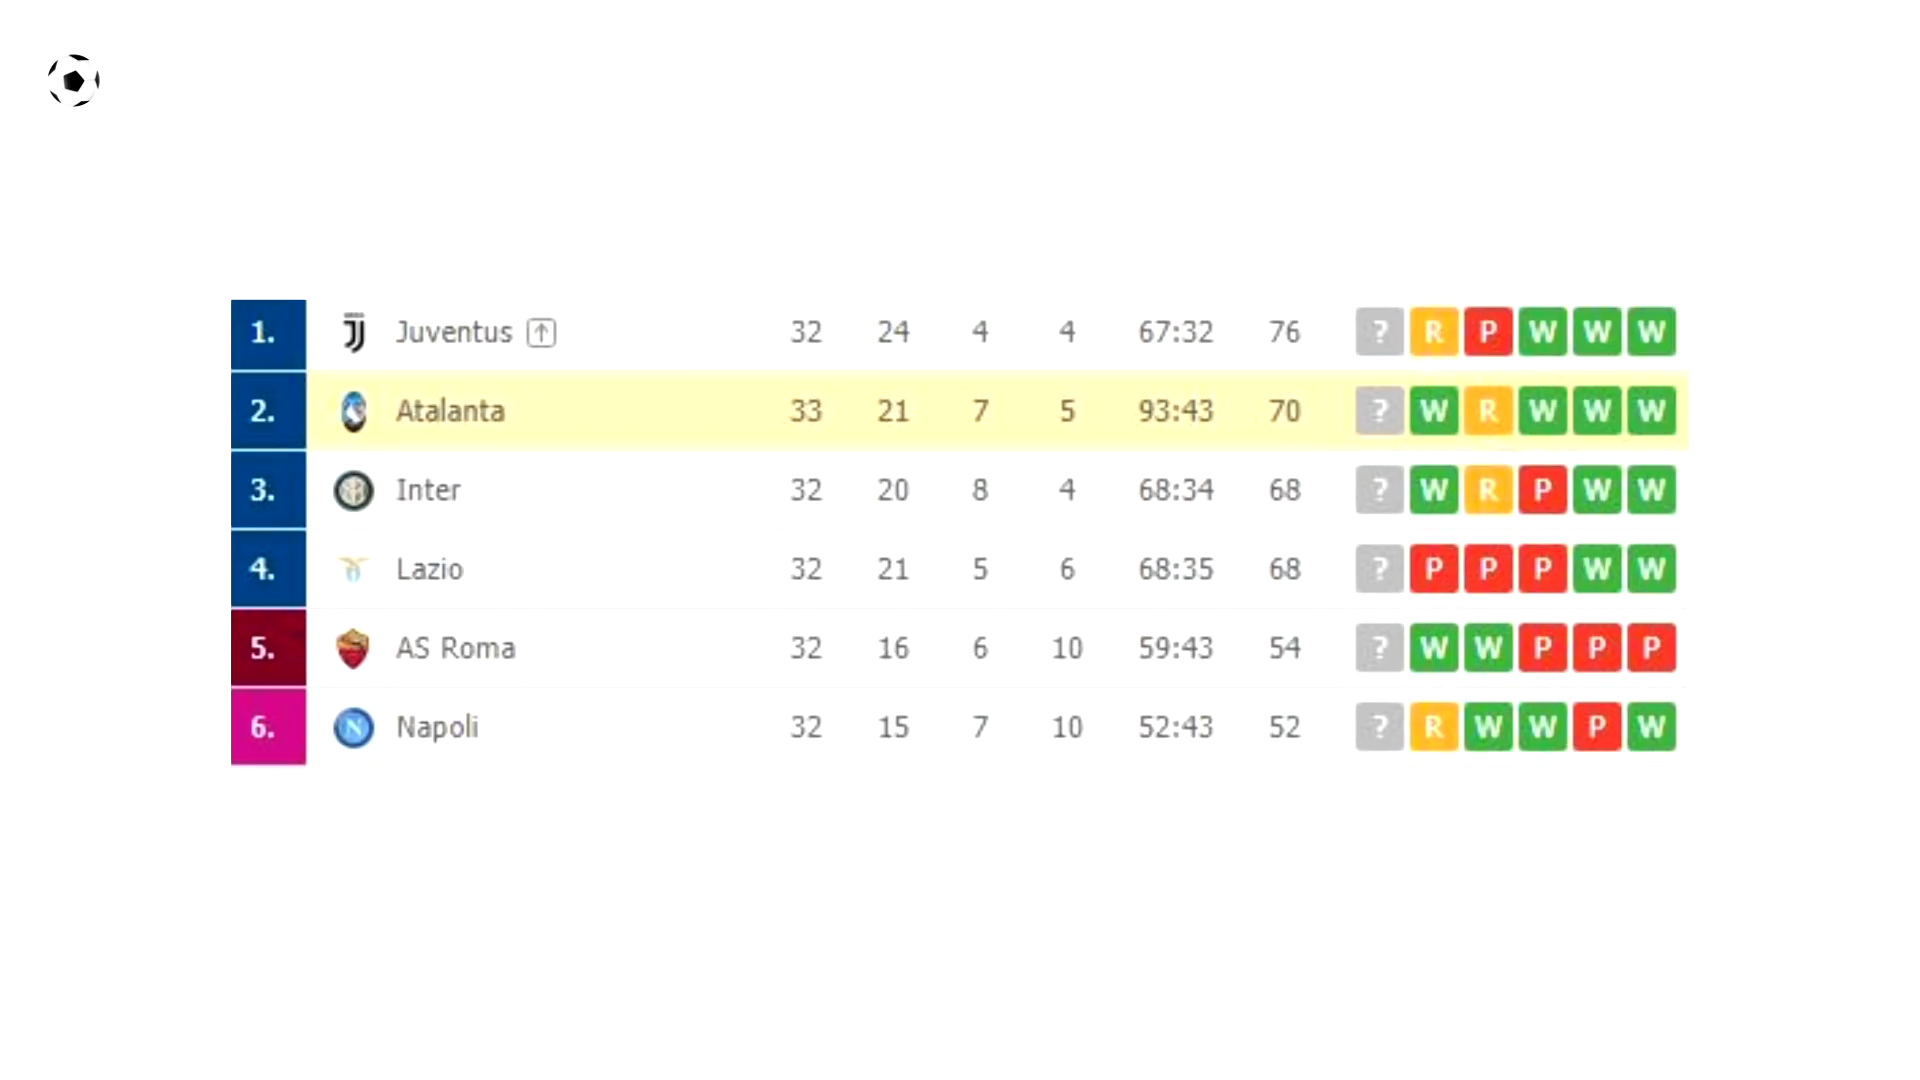 1. Juventus 32 24 4 4 67:32 76 ? R P W W W
2. Atalanta 33 21 7 5 93:43 70 ? W R W W W
3. Inter 32 20 8 4 68:34 68 ? W R P W W
4. Lazio 32 21 5 6 68:35 68 ? P P P W W
5. AS Roma 32 16 6 10 59:43 54 ? W W P P P
6. Napoli 32 15 7 10 52:43 52 ? R W W P W